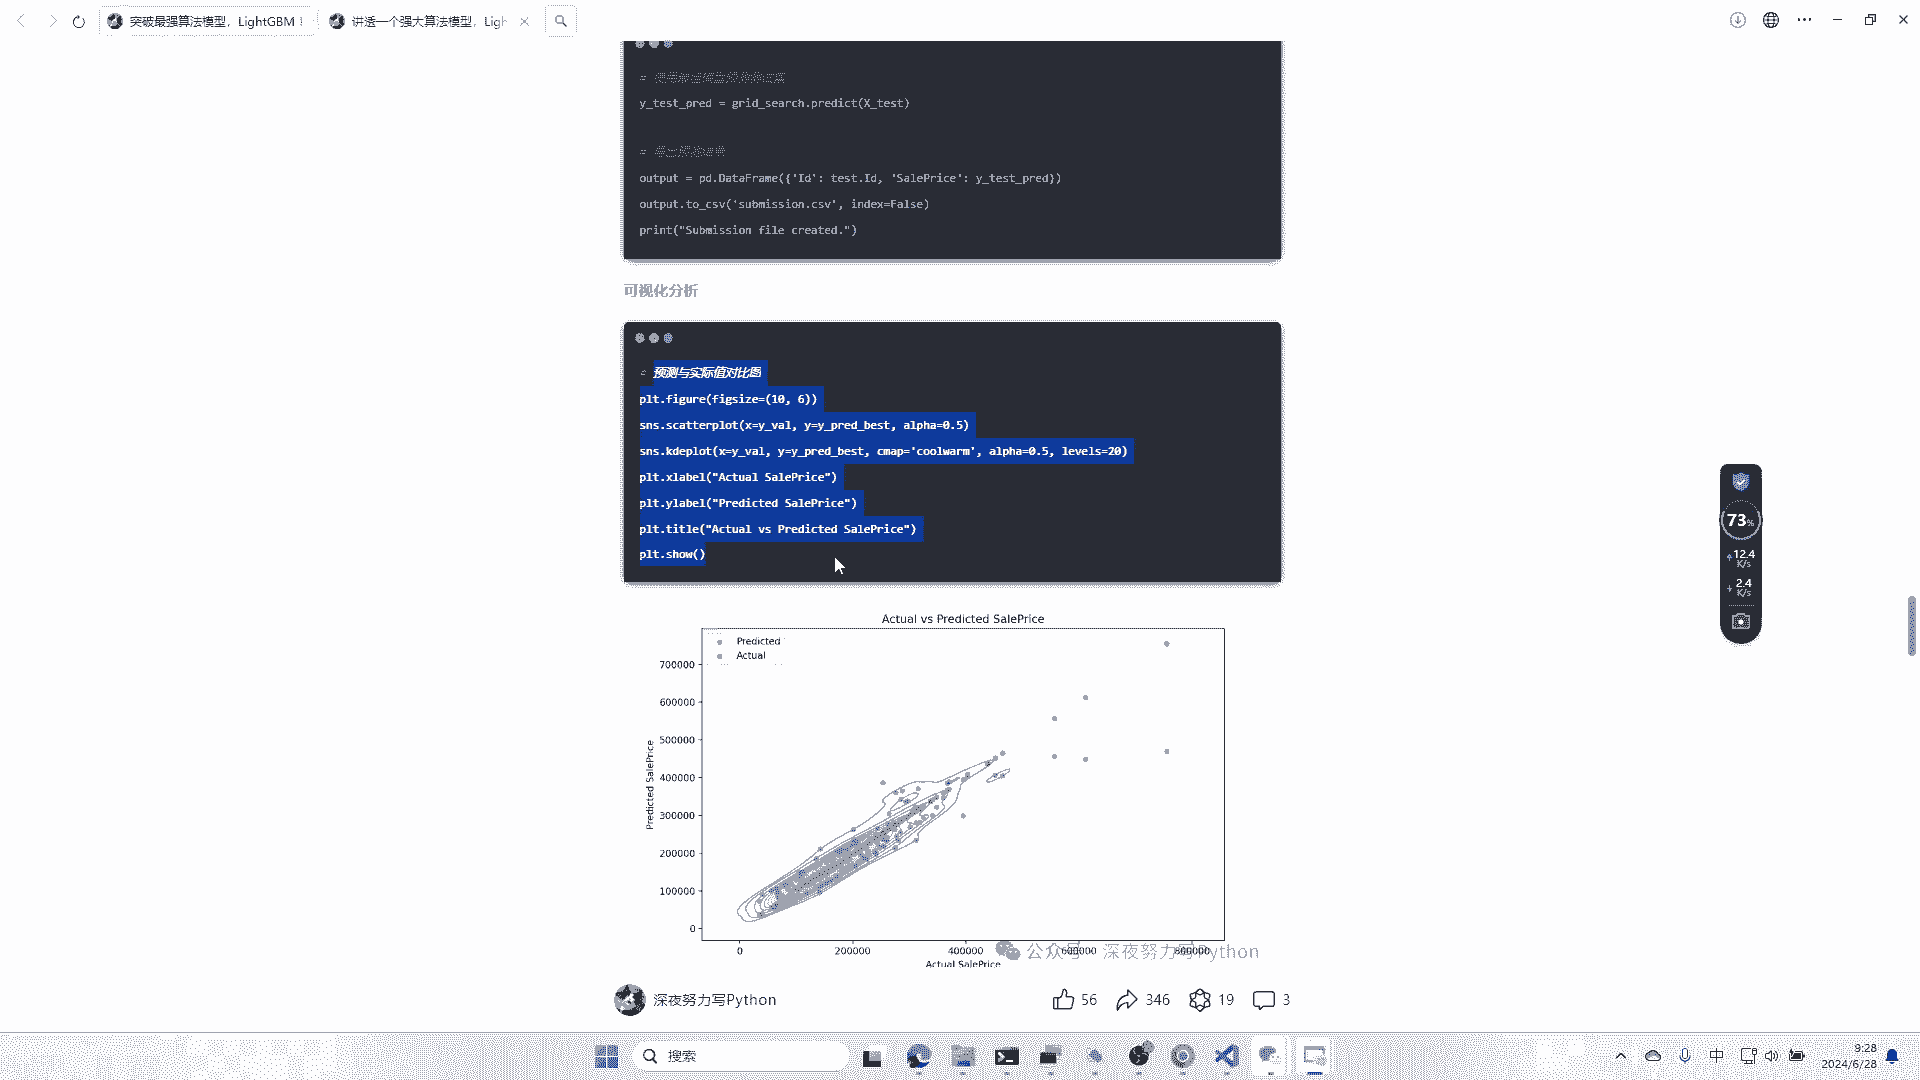 突破最强算法模型，LightGBM！
讲透一个强大算法模型，Ligh
y_test_pred = grid_search.predict(X_test)
output = pd.DataFrame({'Id': test.Id, 'SalePrice': y_test_pred})
output.to_csv('submission.csv', index=False)
print("Submission file created.")
可视化分析
# 预测与实际值对比图
plt.figure(figsize=(10, 6))
sns.scatterplot(x=y_val, y=y_pred_best, alpha=0.5)
sns.kdeplot(x=y_val, y=y_pred_best, cmap='coolwarm', alpha=0.5, levels=20)
plt.xlabel("Actual SalePrice")
plt.ylabel("Predicted SalePrice")
plt.title("Actual vs Predicted SalePrice")
plt.show()
73%
12.4
K/s
2.4
K/s
Actual vs Predicted SalePrice
Predicted
Actual
700000
600000
500000
400000
300000
200000
100000
0
Predicted SalePrice
0 200000 400000 600000 800000
Actual SalePrice
公众号 深夜努力写Python
深夜努力写Python
56 346 19 3
搜索
中
9:28
2024/6/28